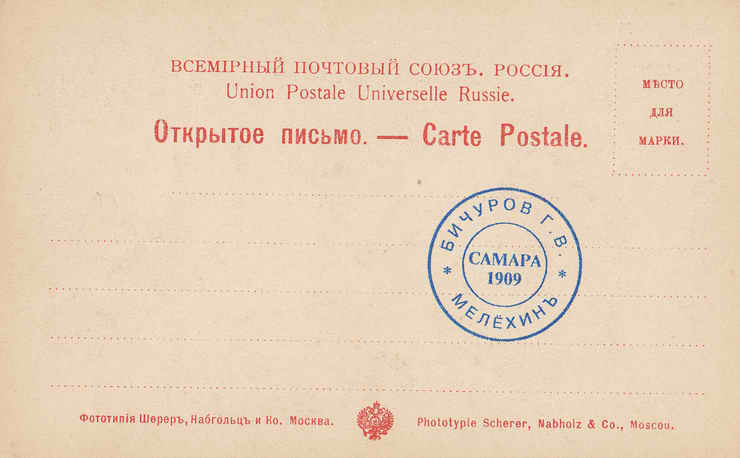 ВСЕМІРНЫЙ ПОЧТОВЫЙ СОЮЗЪ. РОССІЯ.
Union Postale Universelle Russie.
Открытое письмо. — Carte Postale.
МѢСТО
ДЛЯ
МАРКИ.
БИЧУРОВ Г.В.
САМАРА
1909
* МЕЛЁХИНЪ *
Фототипія Шереръ, Набгольцъ и Ко. Москва.
Phototypie Scherer, Nabholz & Co., Moscou.